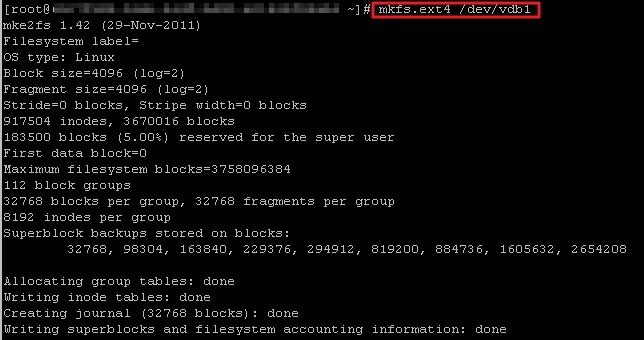 [root@ ~]# mkfs.ext4 /dev/vdb1
mke2fs 1.42 (29-Nov-2011)
Filesystem label=
OS type: Linux
Block size=4096 (log=2)
Fragment size=4096 (log=2)
Stride=0 blocks, Stripe width=0 blocks
917504 inodes, 3670016 blocks
183500 blocks (5.00%) reserved for the super user
First data block=0
Maximum filesystem blocks=3758096384
112 block groups
32768 blocks per group, 32768 fragments per group
8192 inodes per group
Superblock backups stored on blocks:
32768, 98304, 163840, 229376, 294912, 819200, 884736, 1605632, 2654208
Allocating group tables: done
Writing inode tables: done
Creating journal (32768 blocks): done
Writing superblocks and filesystem accounting information: done